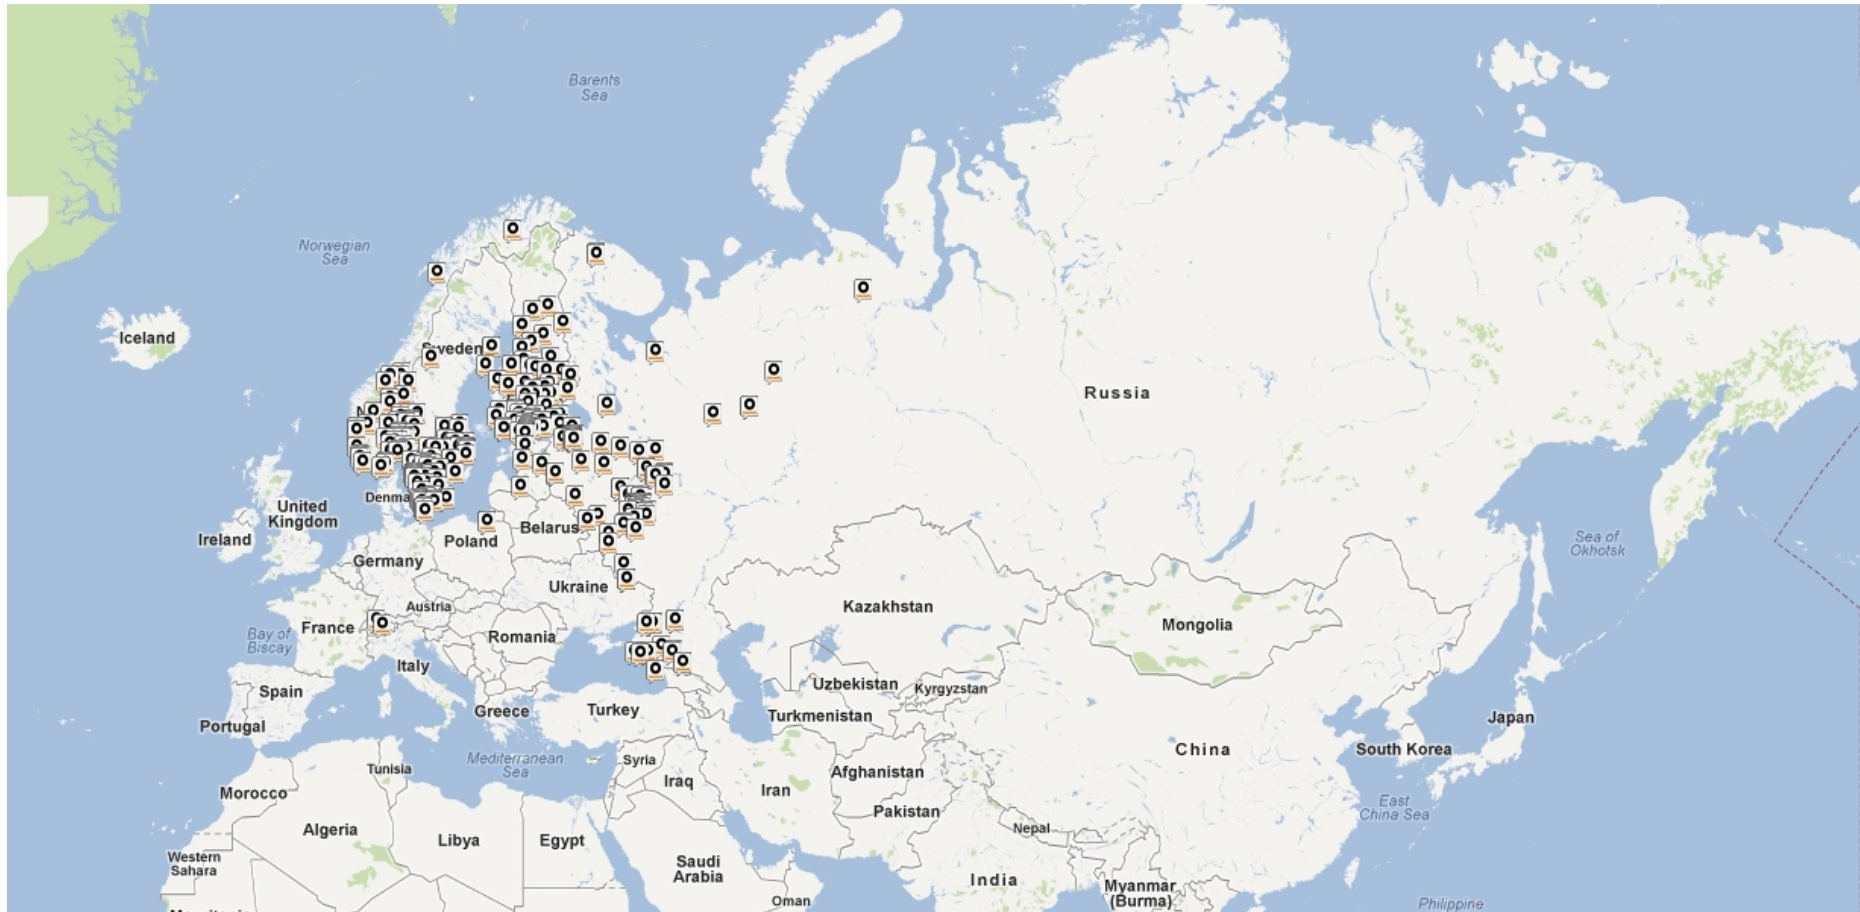 Barents
Sea
Norwegian
Sea
Iceland
Sweden
Russia
Denma
United
Kingdom
Ireland
Belarus
Poland
Germany
Sea of
Okhotsk
Ukraine
Austria
Kazakhstan
Mongolia
France
Bay of
Biscay
Romania
Italy
Uzbekistan
Kyrgyzstan
Spain
Greece
Turkey
Turkmenistan
Portugal
Japan
China
South Korea
Mediterranean
Sea
Syria
Tunisia
Iraq
Afghanistan
Iran
Morocco
Pakistan
East
China Sea
Algeria
Libya
Egypt
Nepal
Western
Sahara
Saudi
Arabia
India
Myanmar
(Burma)
Oman
Philippine